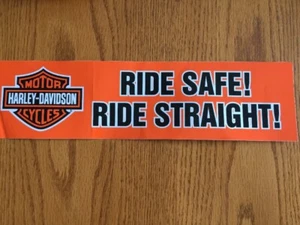 MOTOR
HARLEY-DAVIDSON
CYCLES
RIDE SAFE!
RIDE STRAIGHT!